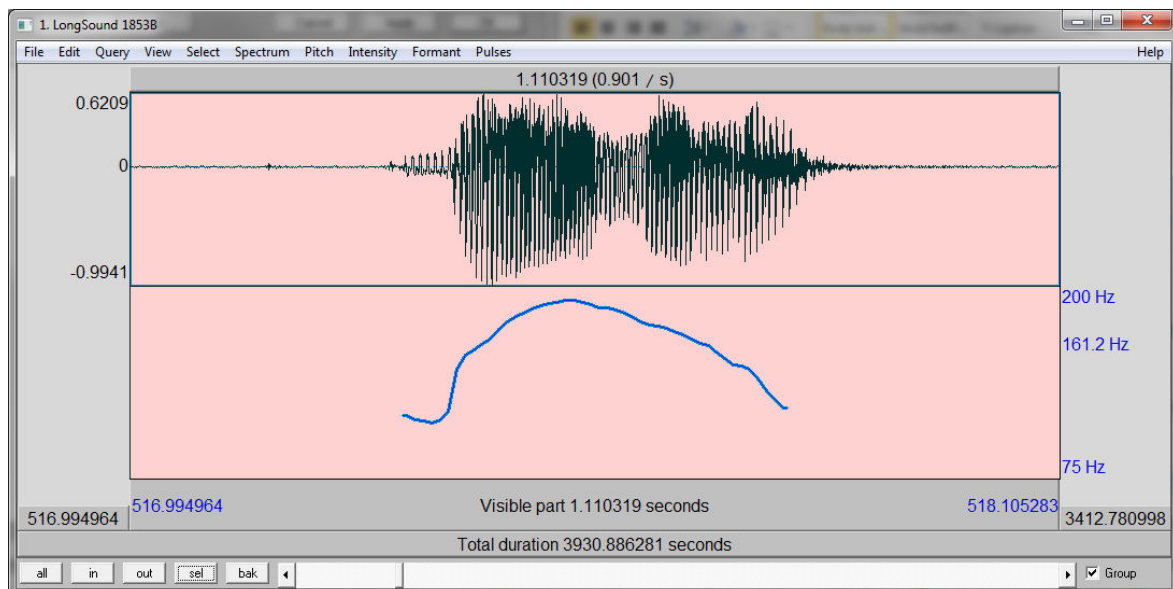 1. LongSound 1853B
File Edit Query View Select Spectrum Pitch Intensity Formant Pulses Help
1.110319 (0.901 / s)
0.6209
0
-0.9941
200 Hz
161.2 Hz
75 Hz
516.994964 516.994964 Visible part 1.110319 seconds 518.105283 3412.780998
Total duration 3930.886281 seconds
all in out sel bak Group